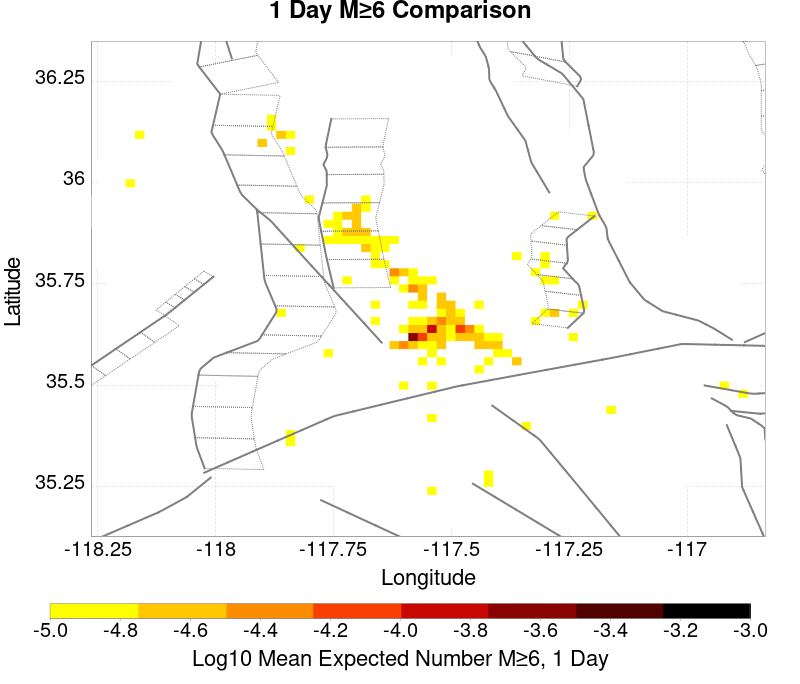 1 Day M≥6 Comparison
36.25
36
35.75
35.5
35.25
Latitude
-118.25 -118 -117.75 -117.5 -117.25 -117
Longitude
-5.0 -4.8 -4.6 -4.4 -4.2 -4.0 -3.8 -3.6 -3.4 -3.2 -3.0
Log10 Mean Expected Number M≥6, 1 Day